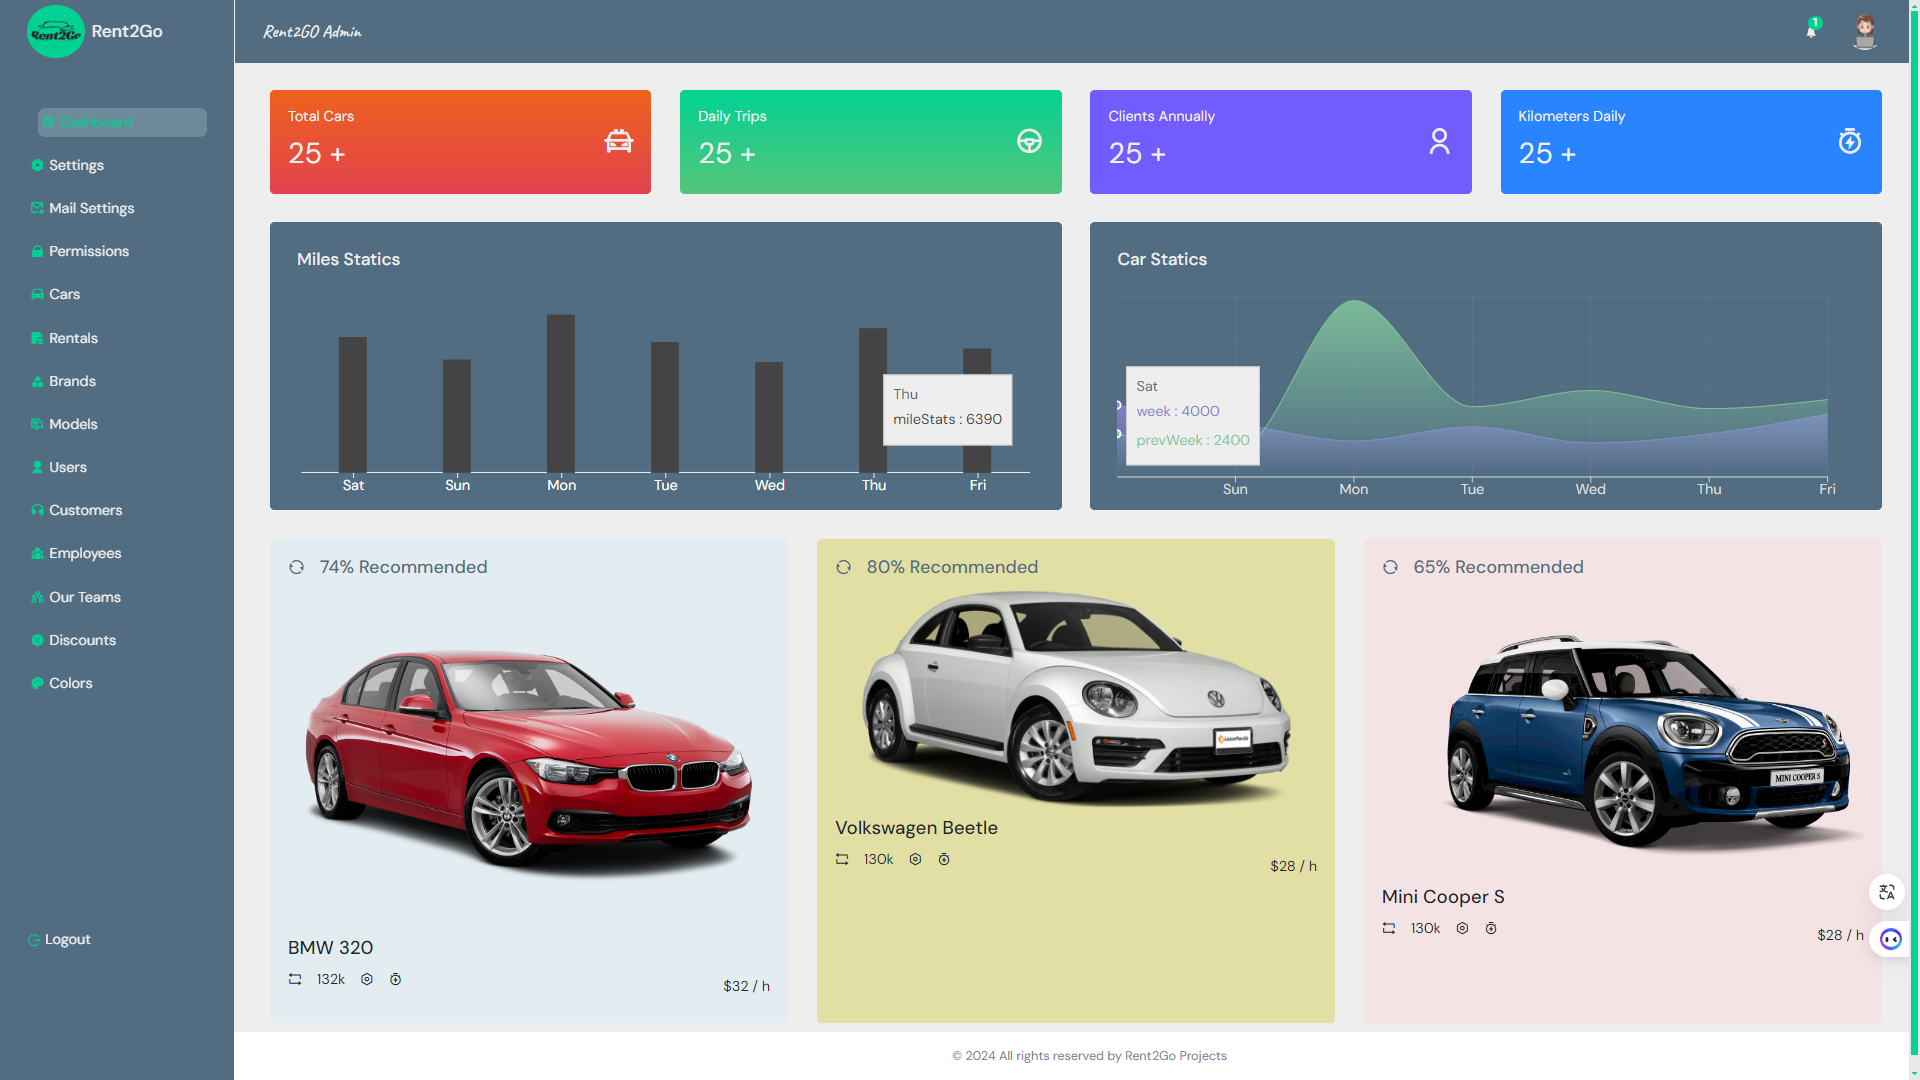 Rent2Go
Rent2Go
Rent2GO Admin
1
Dashboard
Settings
Mail Settings
Permissions
Cars
Rentals
Brands
Models
Users
Customers
Employees
Our Teams
Discounts
Colors
Logout
Total Cars
25 +
Daily Trips
25 +
Clients Annually
25 +
Kilometers Daily
25 +
Miles Statics
Thu
mileStats : 6390
Sat Sun Mon Tue Wed Thu Fri
Car Statics
Sat
week : 4000
prevWeek : 2400
Sun Mon Tue Wed Thu Fri
74% Recommended
BMW 320
132k
$32 / h
80% Recommended
Volkswagen Beetle
130k
$28 / h
65% Recommended
MINI COOPER S
Mini Cooper S
130k
$28 / h
© 2024 All rights reserved by Rent2Go Projects